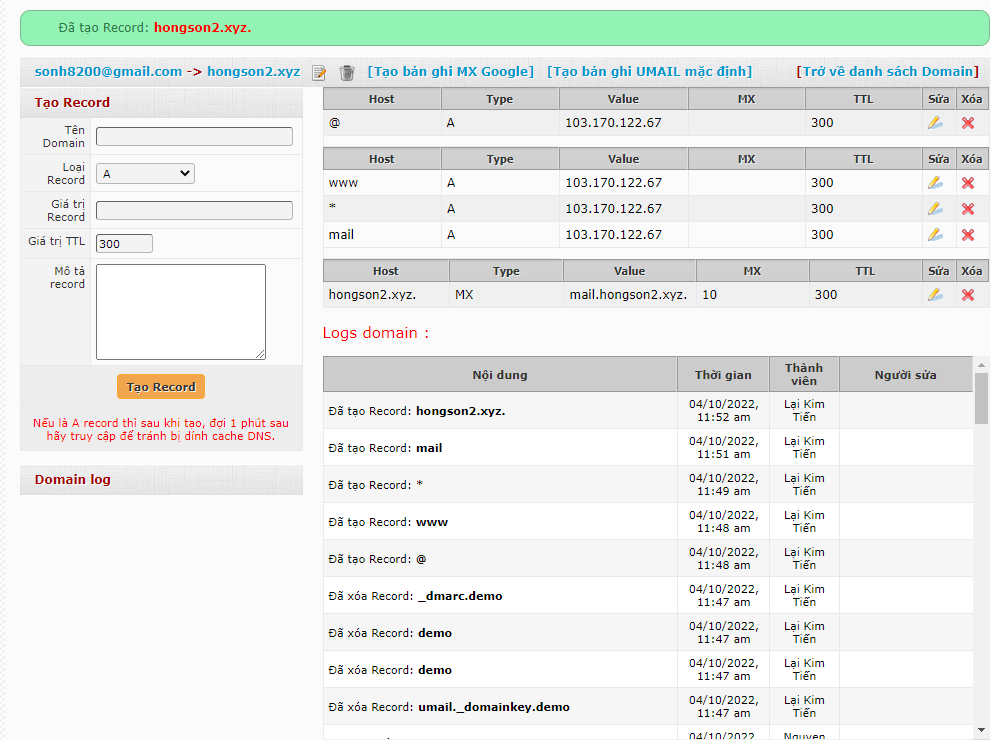 Đã tạo Record: hongson2.xyz.
sonh8200@gmail.com -> hongson2.xyz [Tạo bản ghi MX Google] [Tạo bản ghi UMAIL mặc định] [Trở về danh sách Domain]
Tạo Record
Tên
Domain
Loại
Record
A
Giá trị
Record
Giá trị TTL
300
Mô tả
record
Tạo Record
Nếu là A record thì sau khi tạo, đợi 1 phút sau
hãy truy cập để tránh bị dính cache DNS.
Domain log
Host Type Value MX TTL Sửa Xóa
@ A 103.170.122.67 300
Host Type Value MX TTL Sửa Xóa
www A 103.170.122.67 300
* A 103.170.122.67 300
mail A 103.170.122.67 300
Host Type Value MX TTL Sửa Xóa
hongson2.xyz. MX mail.hongson2.xyz. 10 300
Logs domain :
Nội dung Thời gian Thành viên Người sửa
Đã tạo Record: hongson2.xyz. 04/10/2022, 11:52 am Lại Kim Tiến
Đã tạo Record: mail 04/10/2022, 11:51 am Lại Kim Tiến
Đã tạo Record: * 04/10/2022, 11:49 am Lại Kim Tiến
Đã tạo Record: www 04/10/2022, 11:48 am Lại Kim Tiến
Đã tạo Record: @ 04/10/2022, 11:48 am Lại Kim Tiến
Đã xóa Record: _dmarc.demo 04/10/2022, 11:47 am Lại Kim Tiến
Đã xóa Record: demo 04/10/2022, 11:47 am Lại Kim Tiến
Đã xóa Record: demo 04/10/2022, 11:47 am Lại Kim Tiến
Đã xóa Record: umail._domainkey.demo 04/10/2022, 11:47 am Lại Kim Tiến
04/10/2022,